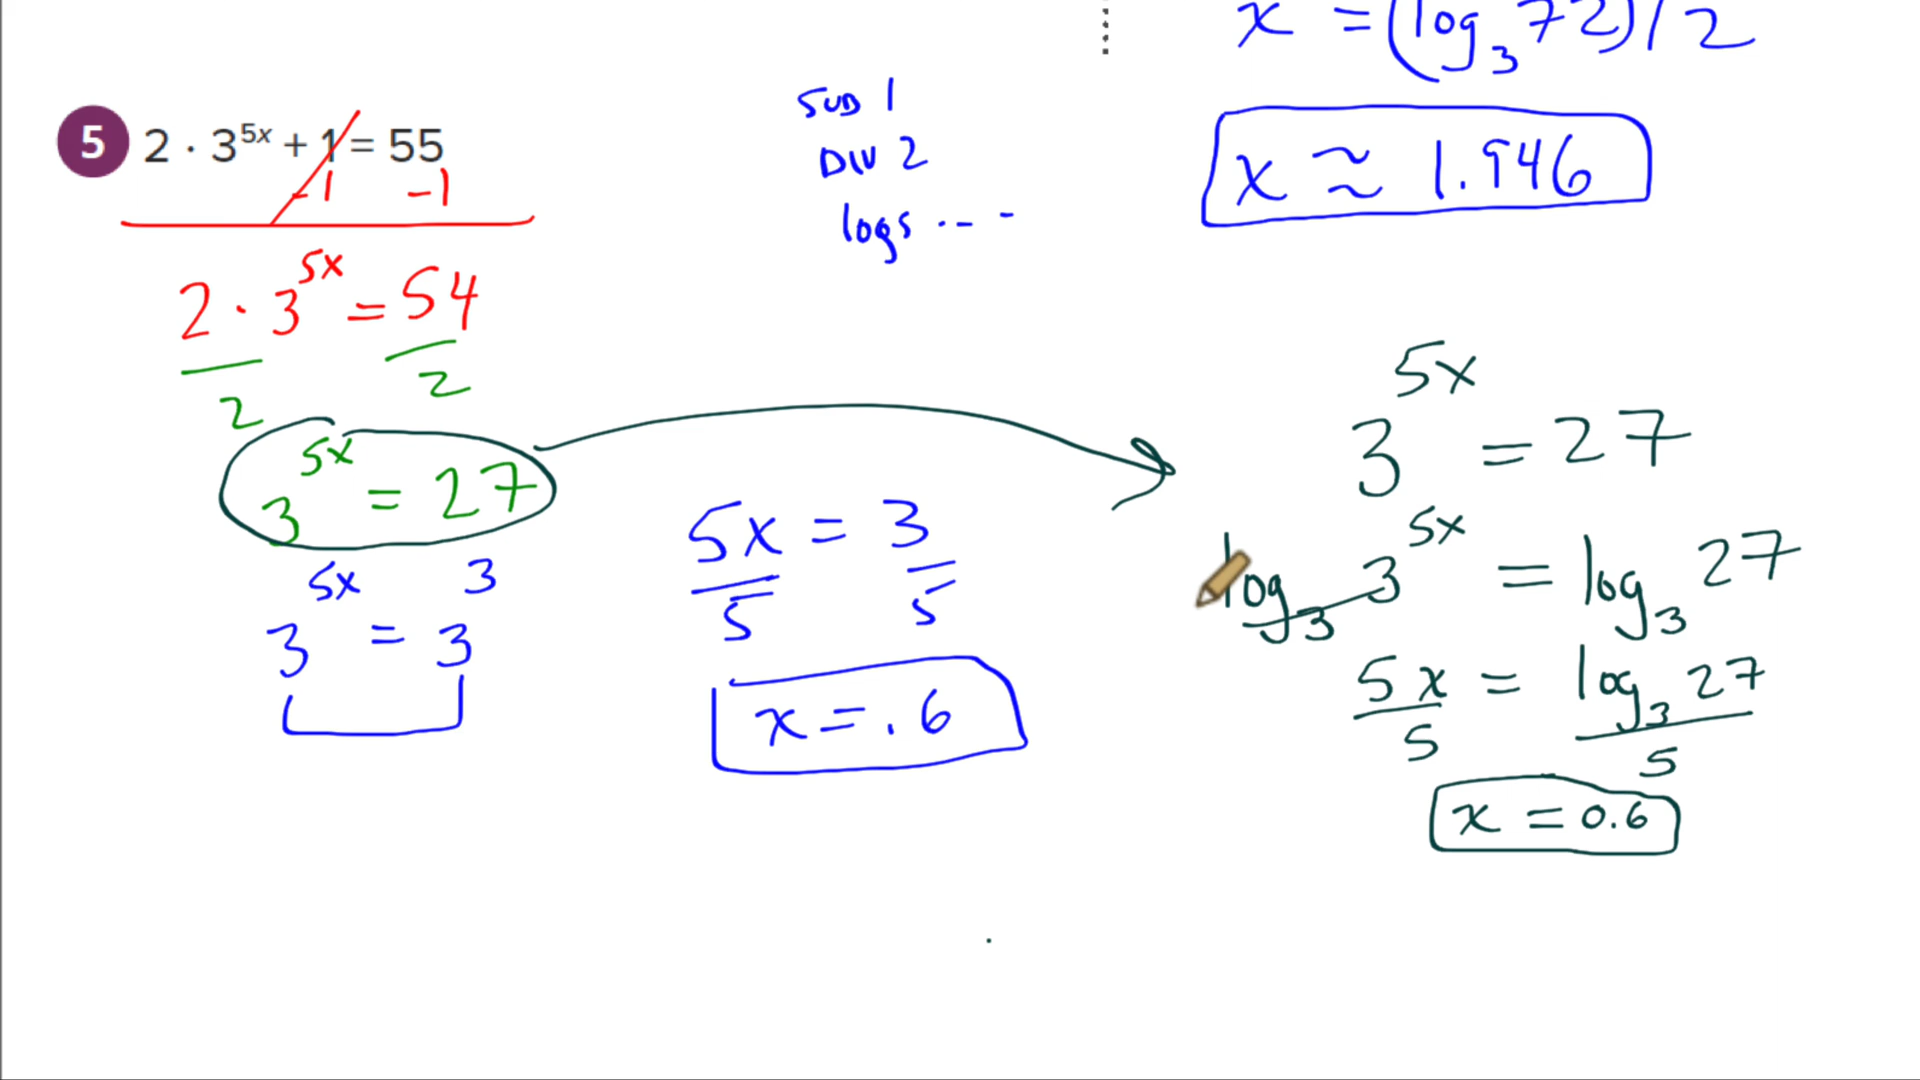 x = (log₃ 72) / 2
x ≈ 1.946
5 2 · 3^{5x} + 1 = 55
-1 -1
2 · 3^{5x} = 54
2 2
3^{5x} = 27
3^{5x} = 3^{3}
SUB 1
DIV 2
logs ...
5x = 3
5 5
x = .6
3^{5x} = 27
log₃ 3^{5x} = log₃ 27
5x = log₃ 27
5 5
x = 0.6